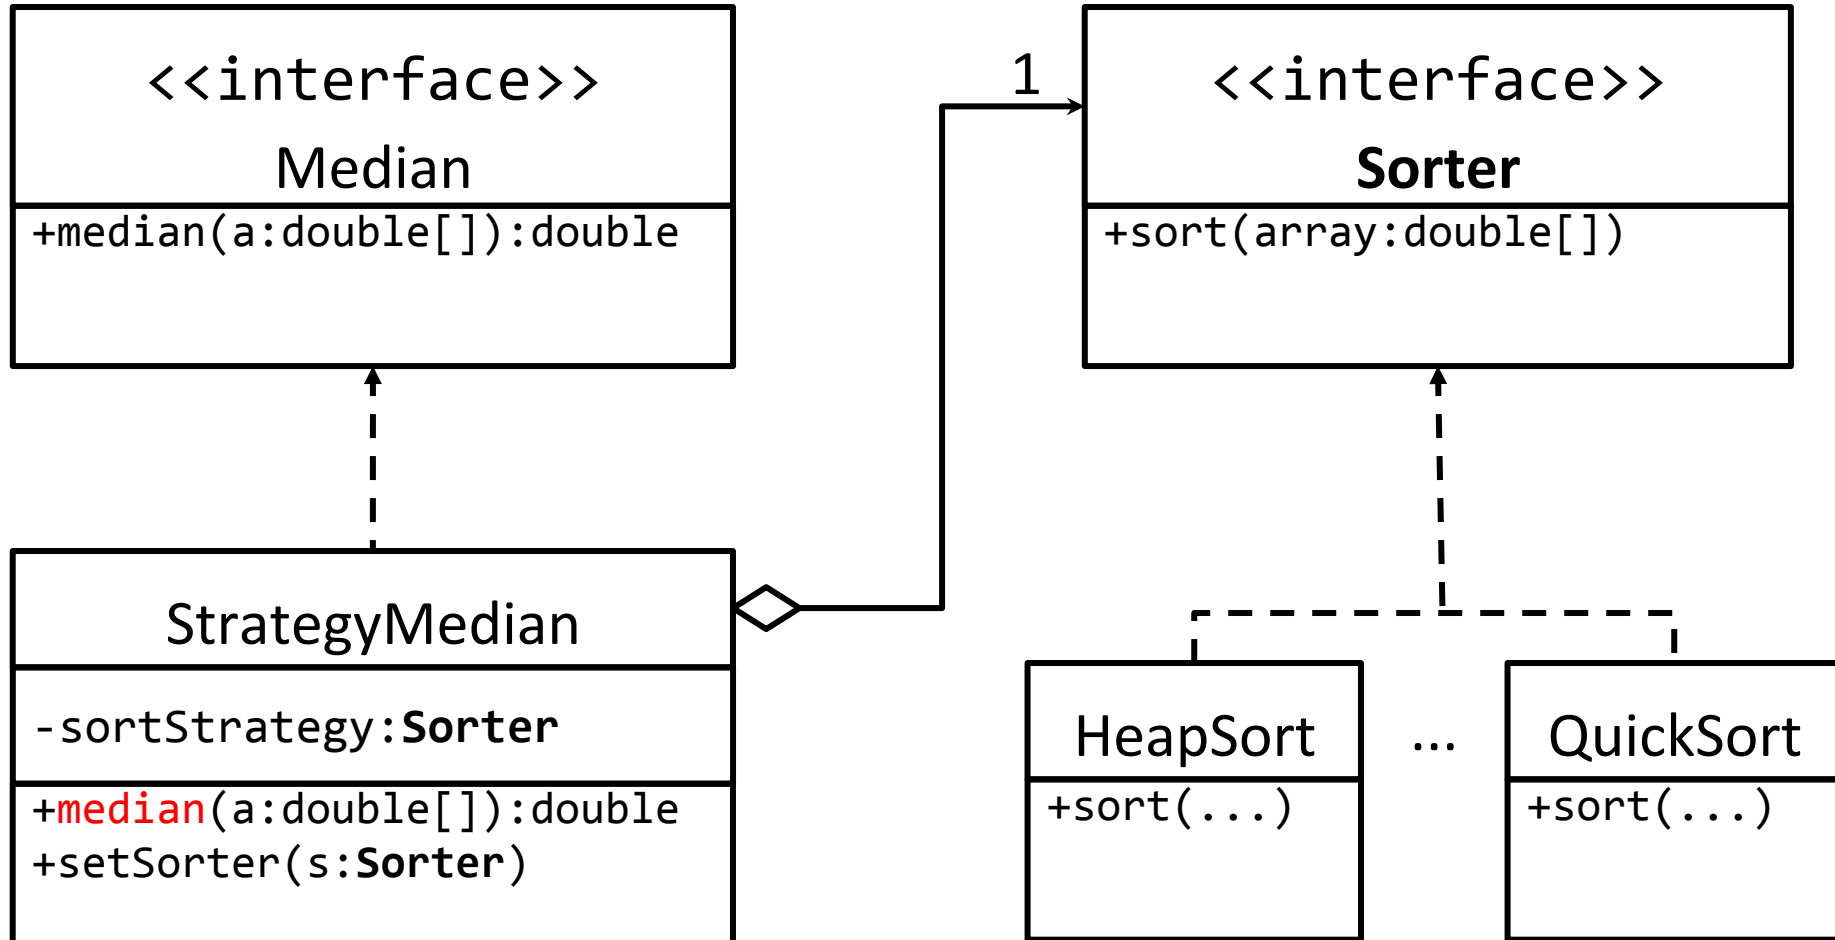 <<interface>>
Median
+median(a:double[]):double
1
<<interface>>
Sorter
+sort(array:double[])
StrategyMedian
-sortStrategy:Sorter
+median(a:double[]):double
+setSorter(s:Sorter)
HeapSort
+sort(...)
...
QuickSort
+sort(...)